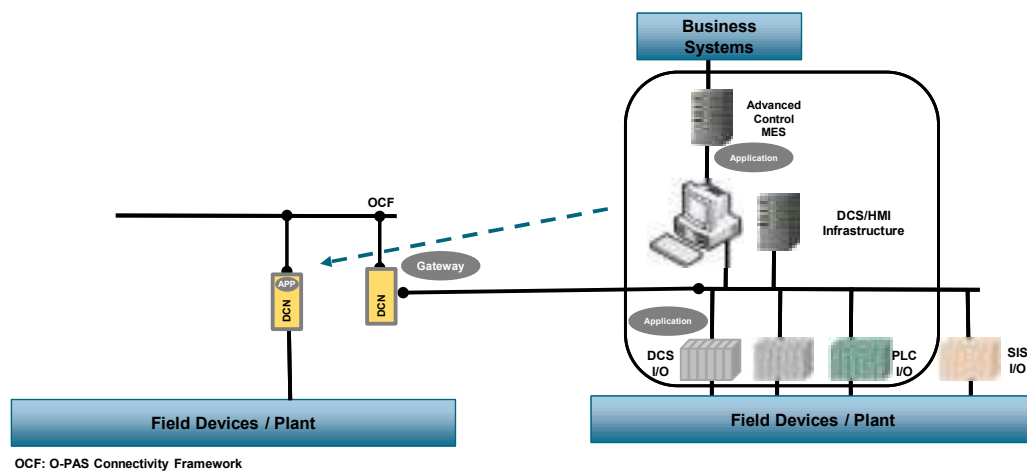 Business
Systems
Advanced
Control
MES
Application
OCF
DCS/HMI
Infrastructure
Gateway
APP
DCN
DCN
Application
DCS
I/O
PLC
I/O
SIS
I/O
Field Devices / Plant
Field Devices / Plant
OCF: O-PAS Connectivity Framework